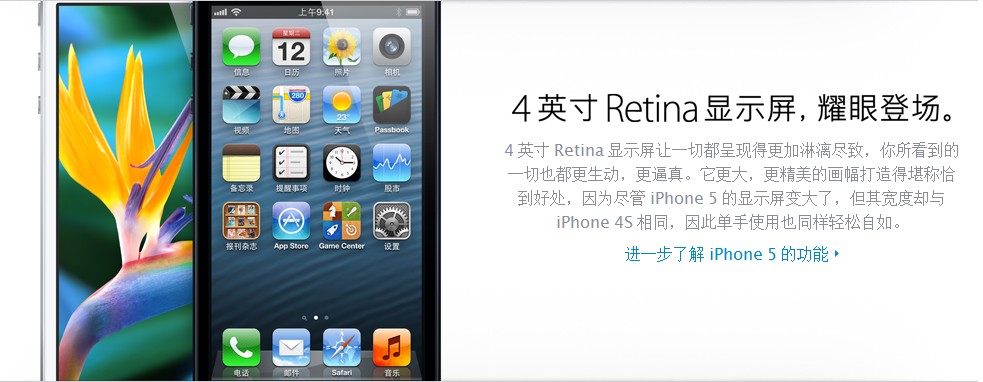 上午9:41
星期三
12
280
信息
日历
照片
相机
23°
视频
地图
天气
Passbook
备忘录
提醒事项
时钟
股市
报刊杂志
App Store
Game Center
设置
电话
邮件
Safari
音乐
4 英寸 Retina 显示屏，耀眼登场。
4 英寸 Retina 显示屏让一切都呈现得更加淋漓尽致，你所看到的
一切也都更生动，更逼真。它更大，更精美的画幅打造得堪称恰
到好处，因为尽管 iPhone 5 的显示屏变大了，但其宽度却与
iPhone 4S 相同，因此单手使用也同样轻松自如。
进一步了解 iPhone 5 的功能